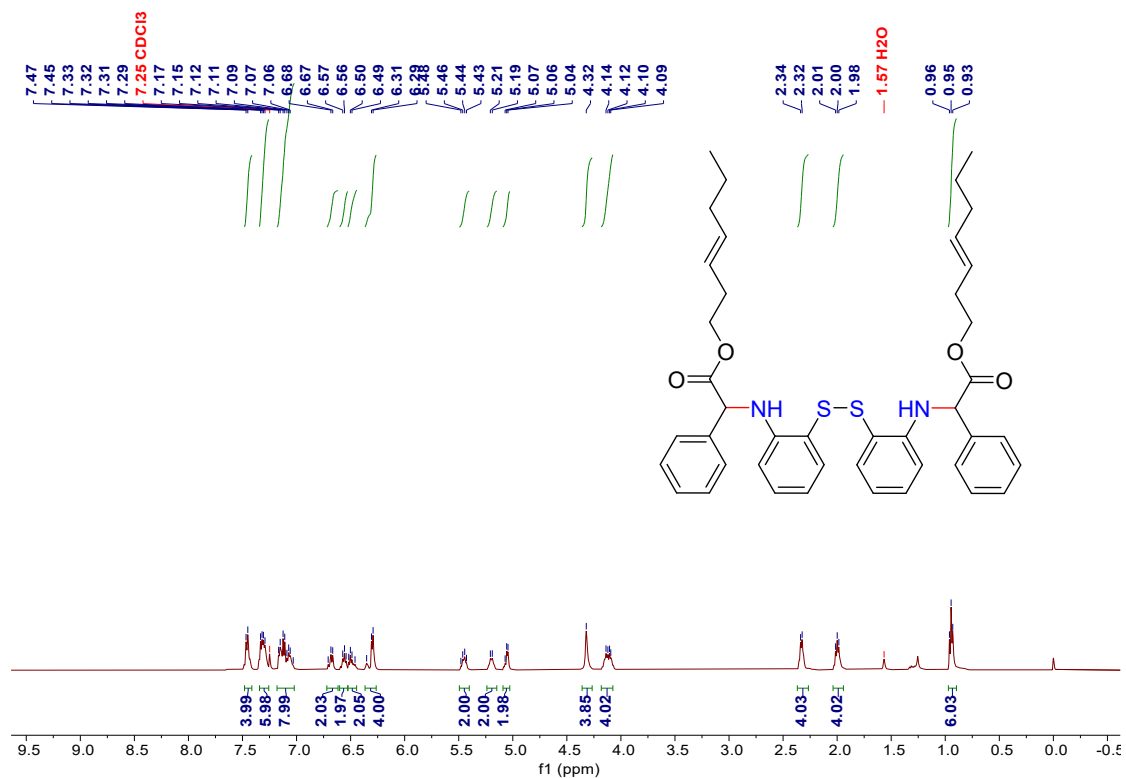 7.47 7.45 7.33 7.32 7.31 7.29 7.25 CDCl3 7.17 7.15 7.12 7.11 7.09 7.07 7.06 6.68 6.67 6.57 6.56 6.50 6.49 6.31 6.29 5.48 5.46 5.44 5.43 5.21 5.19 5.07 5.06 5.04 4.32 4.14 4.12 4.10 4.09 2.34 2.32 2.01 2.00 1.98 1.57 H2O 0.96 0.95 0.93
O O
O O
NH S S HN
3.99 5.98 7.99 2.03 1.97 2.05 4.00 2.00 2.00 1.98 3.85 4.02 4.03 4.02 6.03
9.5 9.0 8.5 8.0 7.5 7.0 6.5 6.0 5.5 5.0 4.5 4.0 3.5 3.0 2.5 2.0 1.5 1.0 0.5 0.0 -0.5
f1 (ppm)